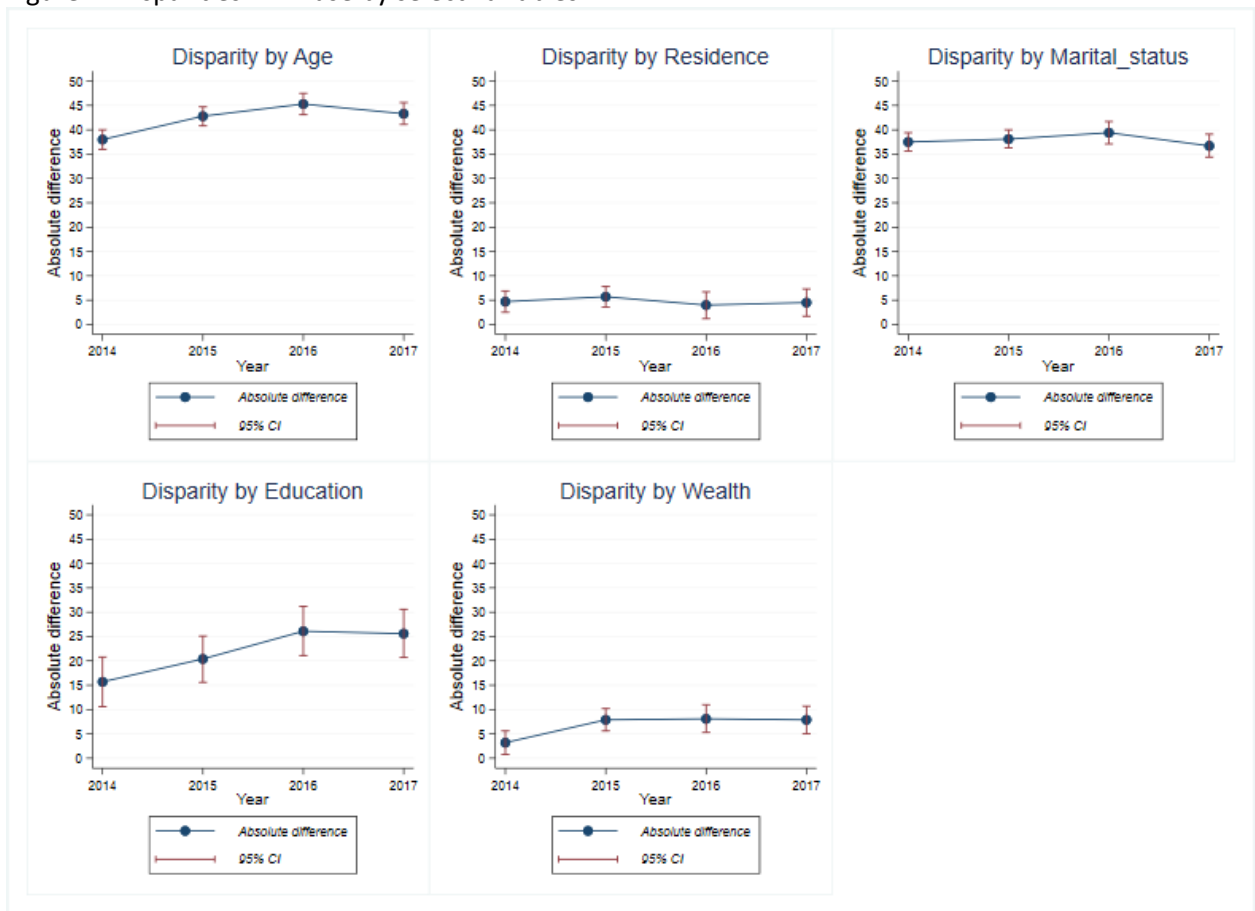 Disparity by Age
50
45
40
35
30
25
20
15
10
5
0
Absolute difference
2014 2015 2016 2017
Year
Absolute difference
95% CI
Disparity by Residence
50
45
40
35
30
25
20
15
10
5
0
Absolute difference
2014 2015 2016 2017
Year
Absolute difference
95% CI
Disparity by Marital_status
50
45
40
35
30
25
20
15
10
5
0
Absolute difference
2014 2015 2016 2017
Year
Absolute difference
95% CI
Disparity by Education
50
45
40
35
30
25
20
15
10
5
0
Absolute difference
2014 2015 2016 2017
Year
Absolute difference
95% CI
Disparity by Wealth
50
45
40
35
30
25
20
15
10
5
0
Absolute difference
2014 2015 2016 2017
Year
Absolute difference
95% CI